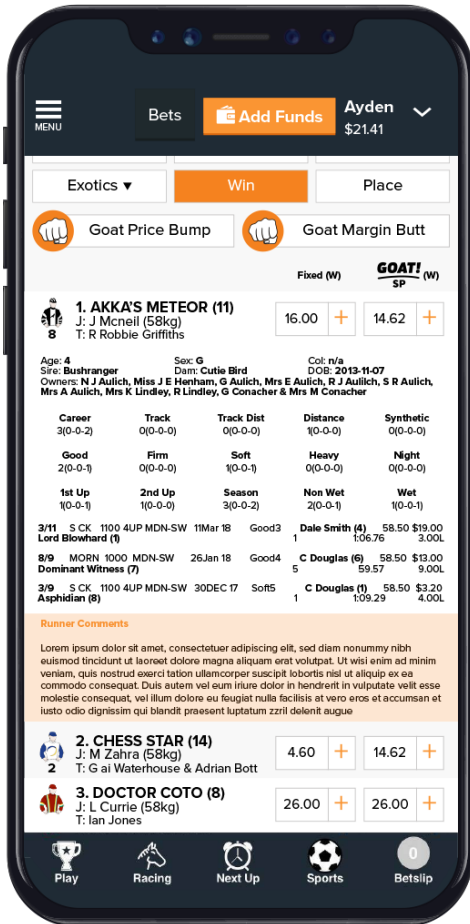 MENU
Bets
Add Funds
Ayden
$21.41
Exotics ▼ Win Place
Goat Price Bump Goat Margin Butt
Fixed (W) GOAT! SP (W)
1. AKKA'S METEOR (11)
J: J Mcneil (58kg)
8 T: R Robbie Griffiths
16.00 + 14.62 +
Age: 4 Sex: G Col: n/a
Sire: Bushranger Dam: Cutie Bird DOB: 2013-11-07
Owners: N J Aulich, Miss J E Henham, G Aulich, Mrs E Aulich, R J Auilch, S R Aulich,
Mrs A Aulich, Mrs K Lindley, R Lindley, G Conacher & Mrs M Conacher
Career Track Track Dist Distance Synthetic
3(0-0-2) 0(0-0-0) 0(0-0-0) 1(0-0-0) 0(0-0-0)
Good Firm Soft Heavy Night
2(0-0-1) 0(0-0-0) 1(0-0-1) 0(0-0-0) 0(0-0-0)
1st Up 2nd Up Season Non Wet Wet
1(0-0-1) 1(0-0-0) 3(0-0-2) 2(0-0-1) 1(0-0-1)
3/11 S CK 1100 4UP MDN-SW 11Mar 18 Good3 Dale Smith (4) 58.50 $19.00
Lord Blowhard (1) 1 1:06.76 3.00L
8/9 MORN 1000 MDN-SW 26Jan 18 Good4 C Douglas (6) 58.50 $13.00
Dominant Witness (7) 5 59.57 9.00L
3/9 S CK 1100 4UP MDN-SW 30DEC 17 Soft5 C Douglas (1) 58.50 $3.20
Asphidian (8) 1 1:09.29 4.00L
Runner Comments
Lorem ipsum dolor sit amet, consectetuer adipiscing elit, sed diam nonummy nibh
euismod tincidunt ut laoreet dolore magna aliquam erat volutpat. Ut wisi enim ad minim
veniam, quis nostrud exerci tation ullamcorper suscipit lobortis nisl ut aliquip ex ea
commodo consequat. Duis autem vel eum iriure dolor in hendrerit in vulputate velit esse
molestie consequat, vel illum dolore eu feugiat nulla facilisis at vero eros et accumsan et
iusto odio dignissim qui blandit praesent luptatum zzril delenit augue
2. CHESS STAR (14)
J: M Zahra (58kg)
2 T: G ai Waterhouse & Adrian Bott
4.60 + 14.62 +
3. DOCTOR COTO (8)
J: L Currie (58kg)
T: Ian Jones
26.00 + 26.00 +
0
Play Racing Next Up Sports Betslip